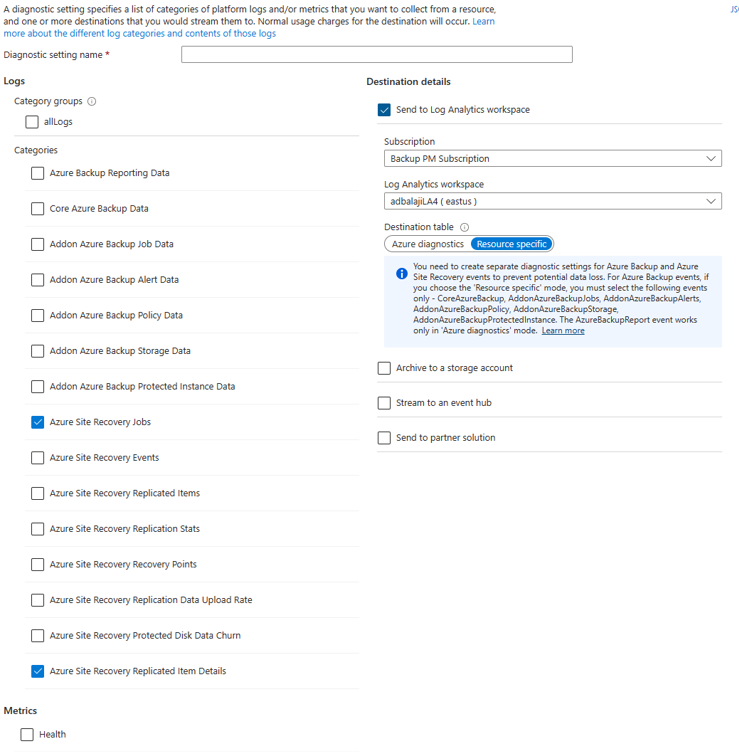 A diagnostic setting specifies a list of categories of platform logs and/or metrics that you want to collect from a resource,
and one or more destinations that you would stream them to. Normal usage charges for the destination will occur. Learn
more about the different log categories and contents of those logs
Diagnostic setting name *
Logs
Category groups
allLogs
Categories
Azure Backup Reporting Data
Core Azure Backup Data
Addon Azure Backup Job Data
Addon Azure Backup Alert Data
Addon Azure Backup Policy Data
Addon Azure Backup Storage Data
Addon Azure Backup Protected Instance Data
Azure Site Recovery Jobs
Azure Site Recovery Events
Azure Site Recovery Replicated Items
Azure Site Recovery Replication Stats
Azure Site Recovery Recovery Points
Azure Site Recovery Replication Data Upload Rate
Azure Site Recovery Protected Disk Data Churn
Azure Site Recovery Replicated Item Details
Metrics
Health
Destination details
Send to Log Analytics workspace
Subscription
Backup PM Subscription
Log Analytics workspace
adbalajiLA4 ( eastus )
Destination table
Azure diagnostics Resource specific
You need to create separate diagnostic settings for Azure Backup and Azure
Site Recovery events to prevent potential data loss. For Azure Backup events, if
you choose the 'Resource specific' mode, you must select the following events
only - CoreAzureBackup, AddonAzureBackupJobs, AddonAzureBackupAlerts,
AddonAzureBackupPolicy, AddonAzureBackupStorage,
AddonAzureBackupProtectedInstance. The AzureBackupReport event works
only in 'Azure diagnostics' mode. Learn more
Archive to a storage account
Stream to an event hub
Send to partner solution